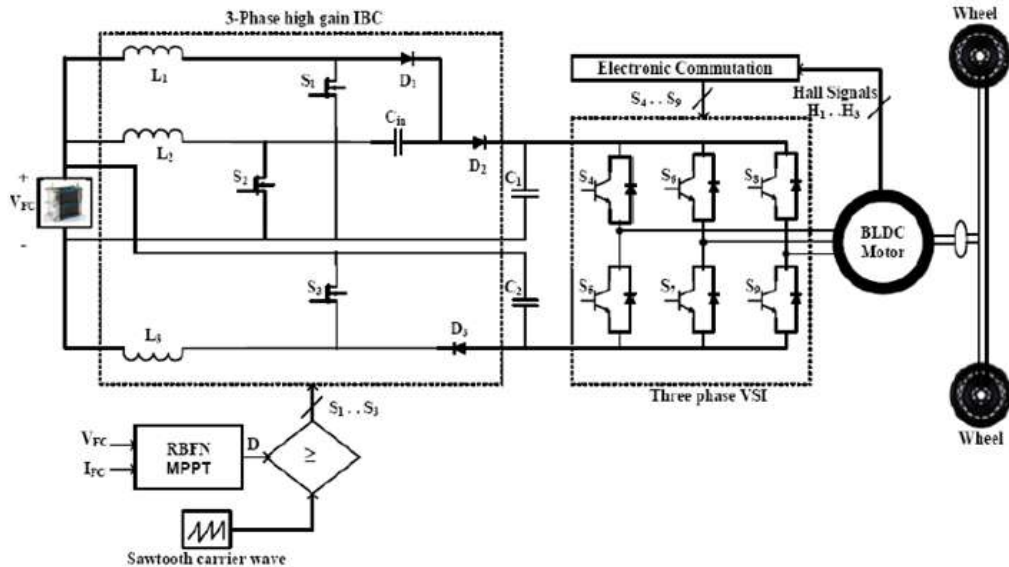 3-Phase high gain IBC
Wheel
L1
D1
S1
Electronic Commutation
Hall Signals
H1 . . H3
S4 . . S9
Cin
L2
D2
S2
C1
S4
S8
+
VFC
-
BLDC
Motor
S3
C2
S7
S9
L3
D3
Three phase VSI
S1 . . S3
VFC
IFC
RBFN
MPPT
D
≥
Wheel
Sawtooth carrier wave